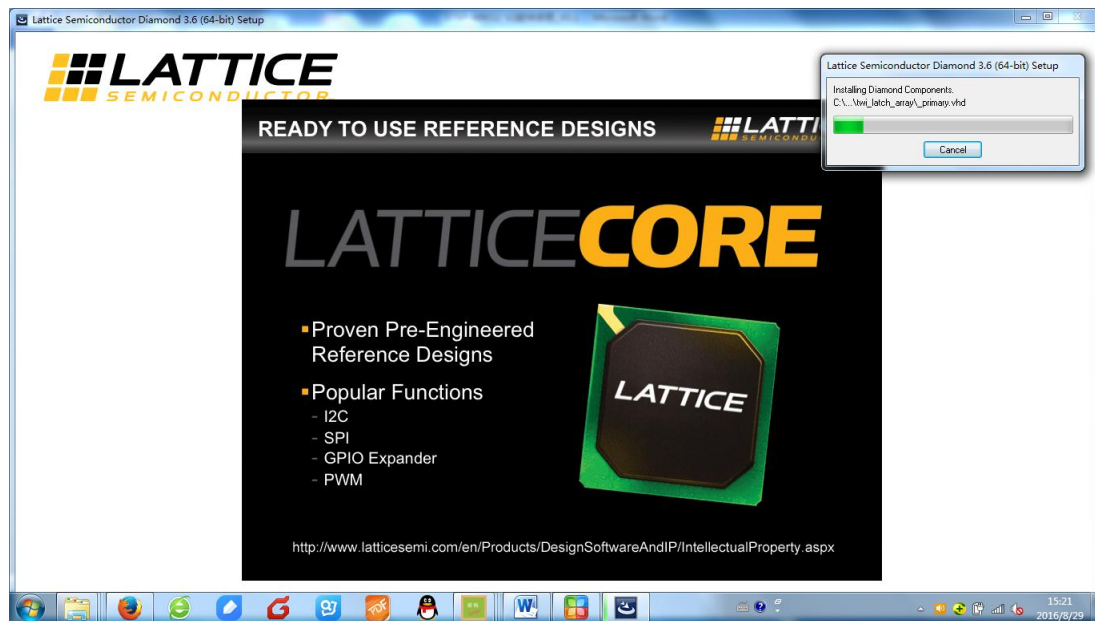 Lattice Semiconductor Diamond 3.6 (64-bit) Setup
LATTICE
SEMICONDUCTOR
Lattice Semiconductor Diamond 3.6 (64-bit) Setup
Installing Diamond Components.
C:\...\twi_latch_array\_primary.vhd
Cancel
READY TO USE REFERENCE DESIGNS
LATTI
SEMICONDU
LATTICECORE
▪Proven Pre-Engineered
Reference Designs
▪Popular Functions
- I2C
- SPI
- GPIO Expander
- PWM
LATTICE
http://www.latticesemi.com/en/Products/DesignSoftwareAndIP/IntellectualProperty.aspx
15:21
2016/8/29